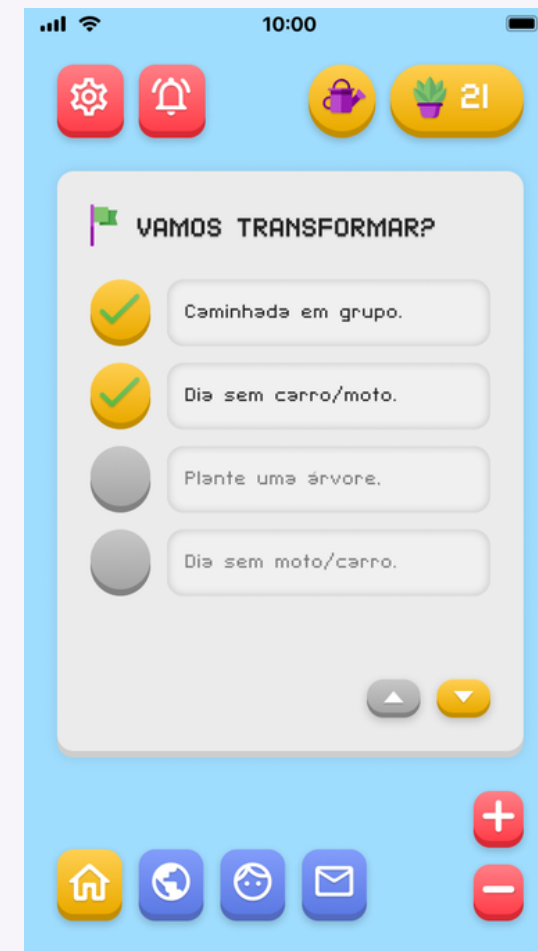 10:00
21
VAMOS TRANSFORMAR?
Caminhada em grupo.
Dia sem carro/moto.
Plante uma árvore.
Dia sem moto/carro.